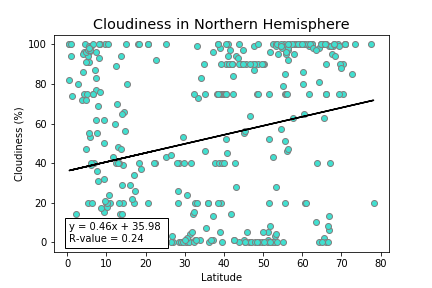 Cloudiness in Northern Hemisphere
100
80
60
40
20
0
Cloudiness (%)
y = 0.46x + 35.98
R-value = 0.24
0 10 20 30 40 50 60 70 80
Latitude